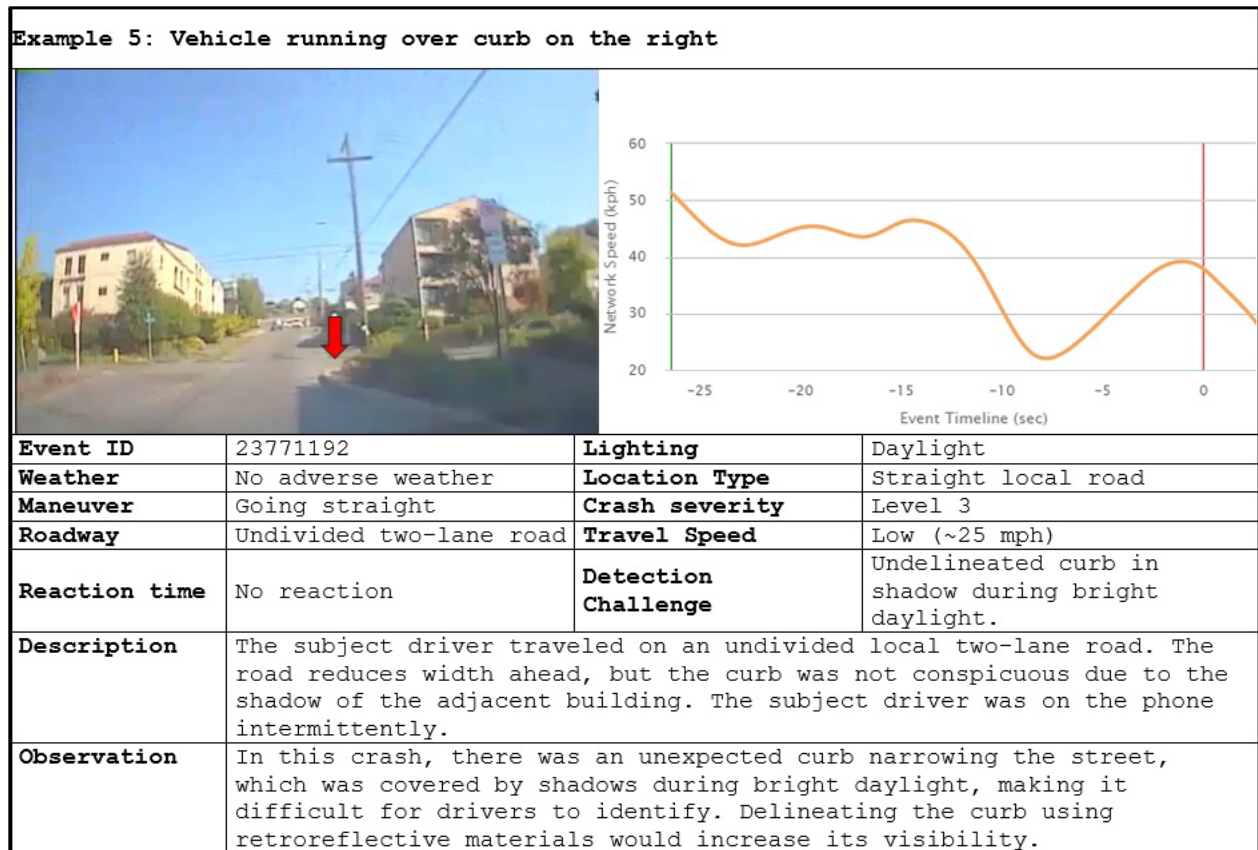 Example 5: Vehicle running over curb on the right
Network Speed (kph)
60
50
40
30
20
-25
-20
-15
-10
-5
0
Event Timeline (sec)
Event ID 23771192 Lighting Daylight
Weather No adverse weather Location Type Straight local road
Maneuver Going straight Crash severity Level 3
Roadway Undivided two-lane road Travel Speed Low (~25 mph)
Reaction time No reaction Detection Challenge Undelineated curb in
shadow during bright
daylight.
Description The subject driver traveled on an undivided local two-lane road. The
road reduces width ahead, but the curb was not conspicuous due to the
shadow of the adjacent building. The subject driver was on the phone
intermittently.
Observation In this crash, there was an unexpected curb narrowing the street,
which was covered by shadows during bright daylight, making it
difficult for drivers to identify. Delineating the curb using
retroreflective materials would increase its visibility.